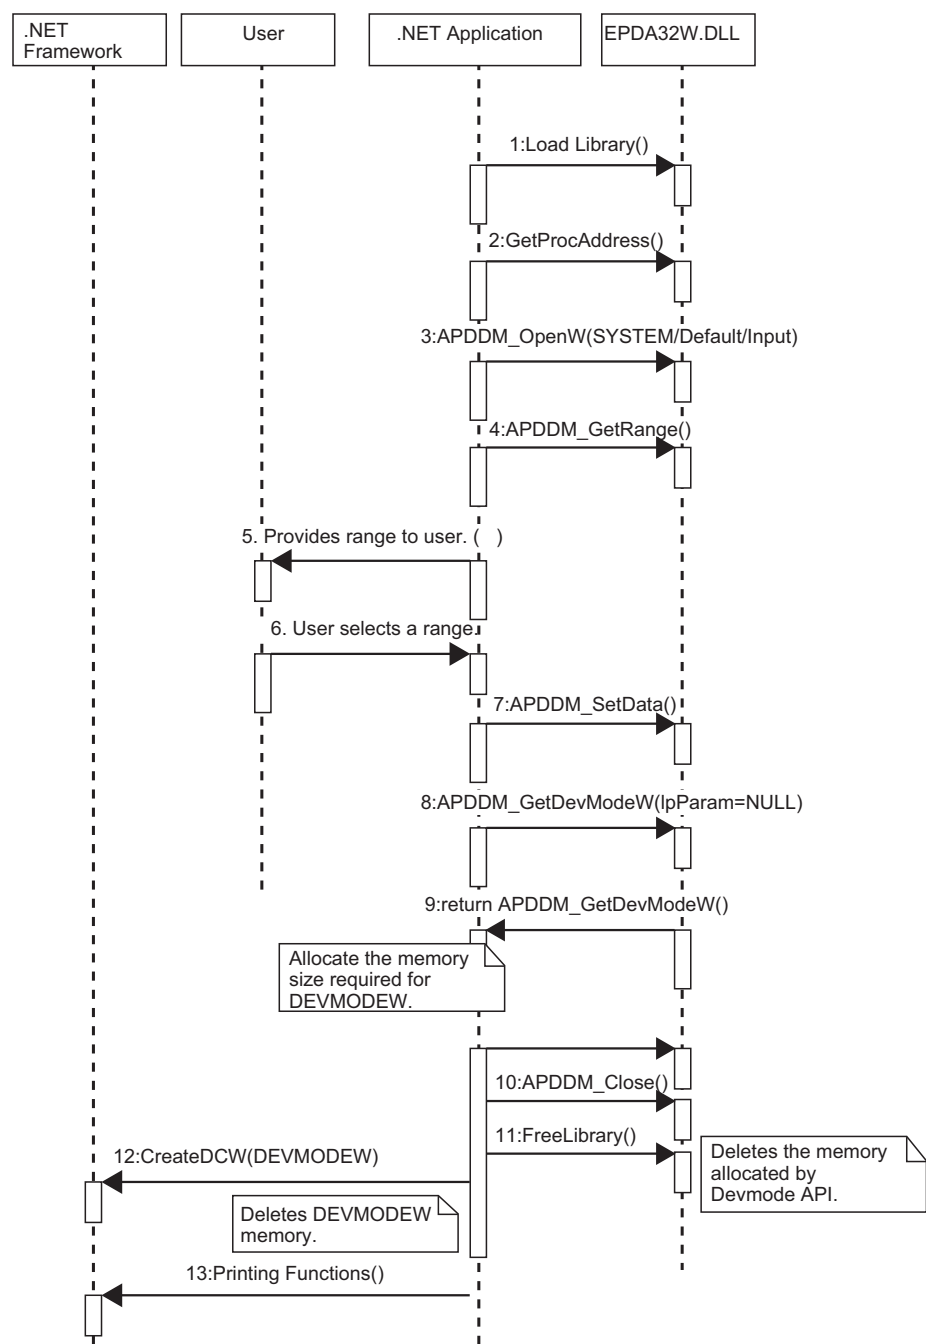 .NET
Framework
User
.NET Application
EPDA32W.DLL
1:Load Library()
2:GetProcAddress()
3:APDDM_OpenW(SYSTEM/Default/Input)
4:APDDM_GetRange()
5. Provides range to user. (   )
6. User selects a range.
7:APDDM_SetData()
8:APDDM_GetDevModeW(lpParam=NULL)
9:return APDDM_GetDevModeW()
Allocate the memory
size required for
DEVMODEW.
10:APDDM_Close()
11:FreeLibrary()
Deletes the memory
allocated by
Devmode API.
12:CreateDCW(DEVMODEW)
Deletes DEVMODEW
memory.
13:Printing Functions()